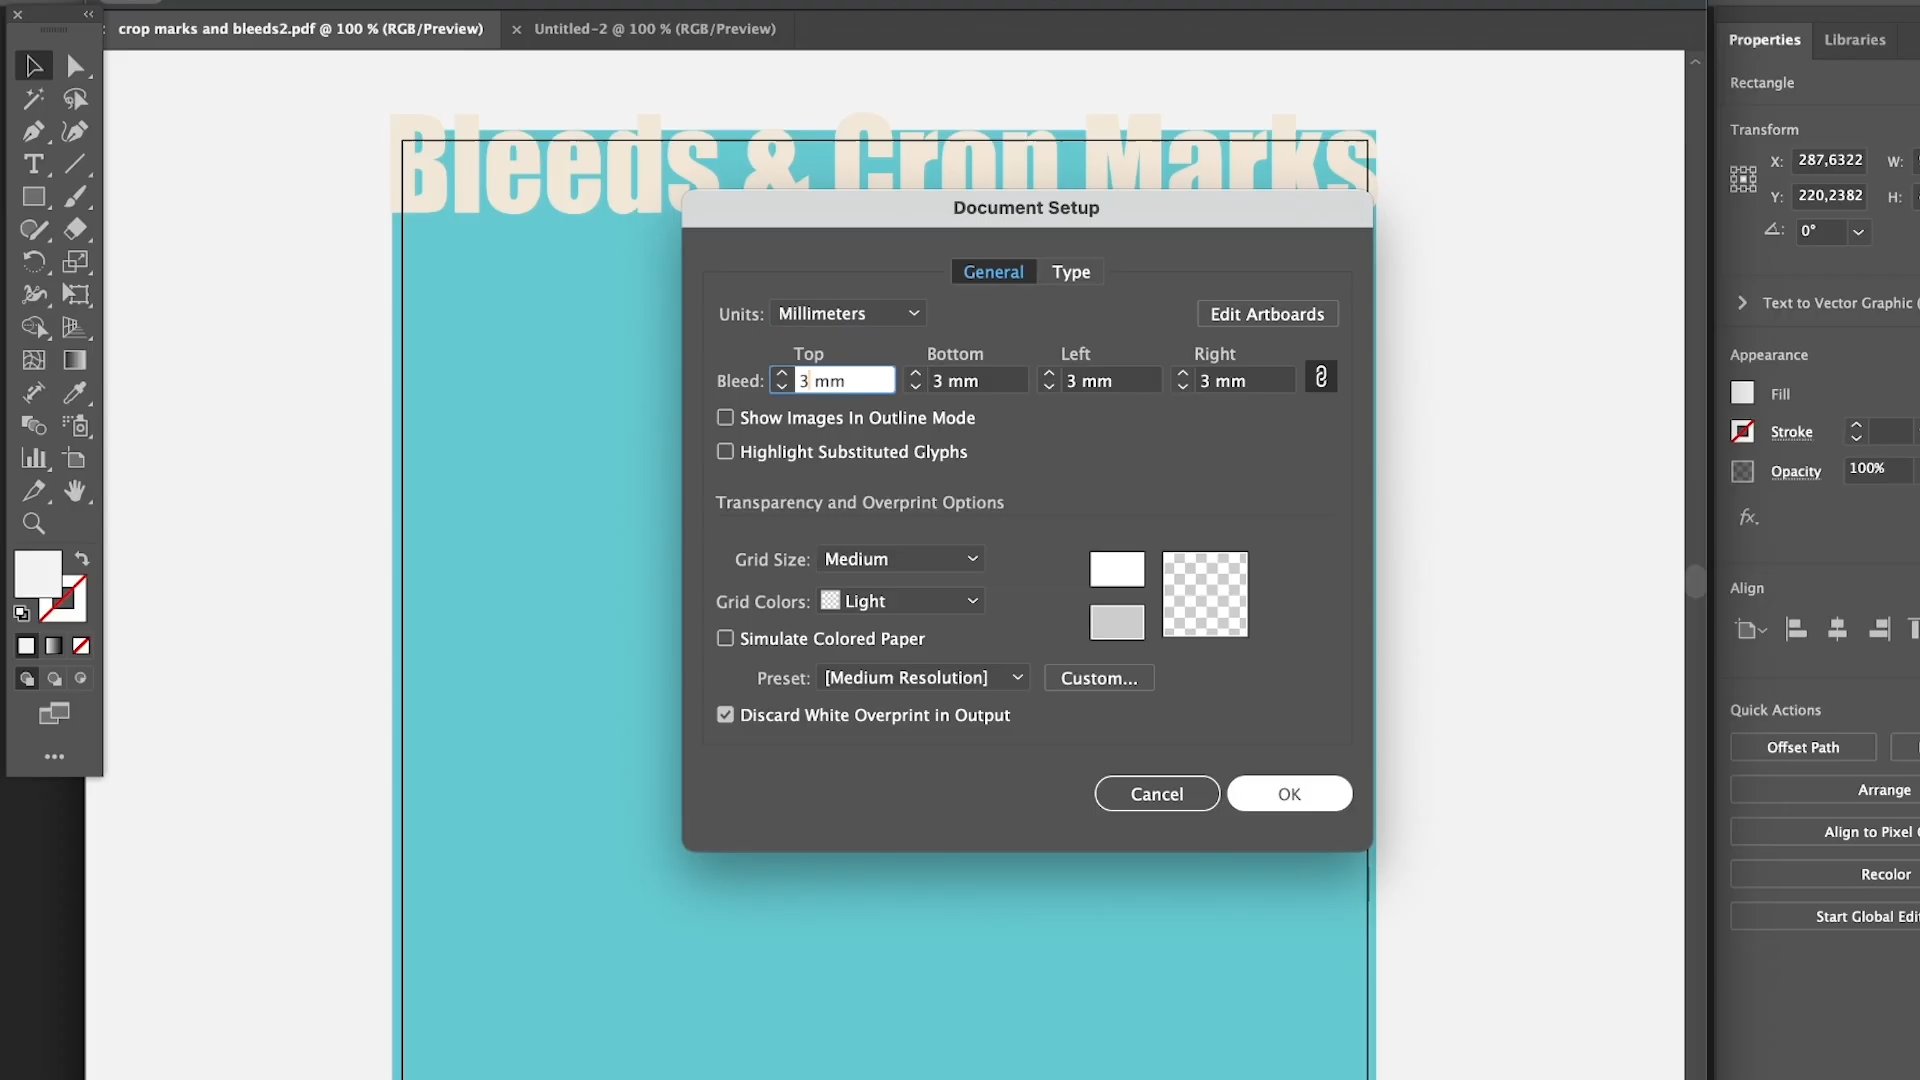 crop marks and bleeds2.pdf @ 100 % (RGB/Preview)
Untitled-2 @ 100 % (RGB/Preview)
Properties
Libraries
Rectangle
Transform
X: 287,6322 W:
Y: 220,2382 H:
0°
Text to Vector Graphic
Appearance
Fill
Stroke
Opacity 100%
fx.
Align
Quick Actions
Offset Path
Arrange
Align to Pixel
Recolor
Start Global
Bleeds & Crop Marks
Document Setup
General Type
Units: Millimeters
Edit Artboards
Top Bottom Left Right
Bleed: 3 mm 3 mm 3 mm 3 mm
Show Images In Outline Mode
Highlight Substituted Glyphs
Transparency and Overprint Options
Grid Size: Medium
Grid Colors: Light
Simulate Colored Paper
Preset: [Medium Resolution] Custom...
Discard White Overprint in Output
Cancel OK